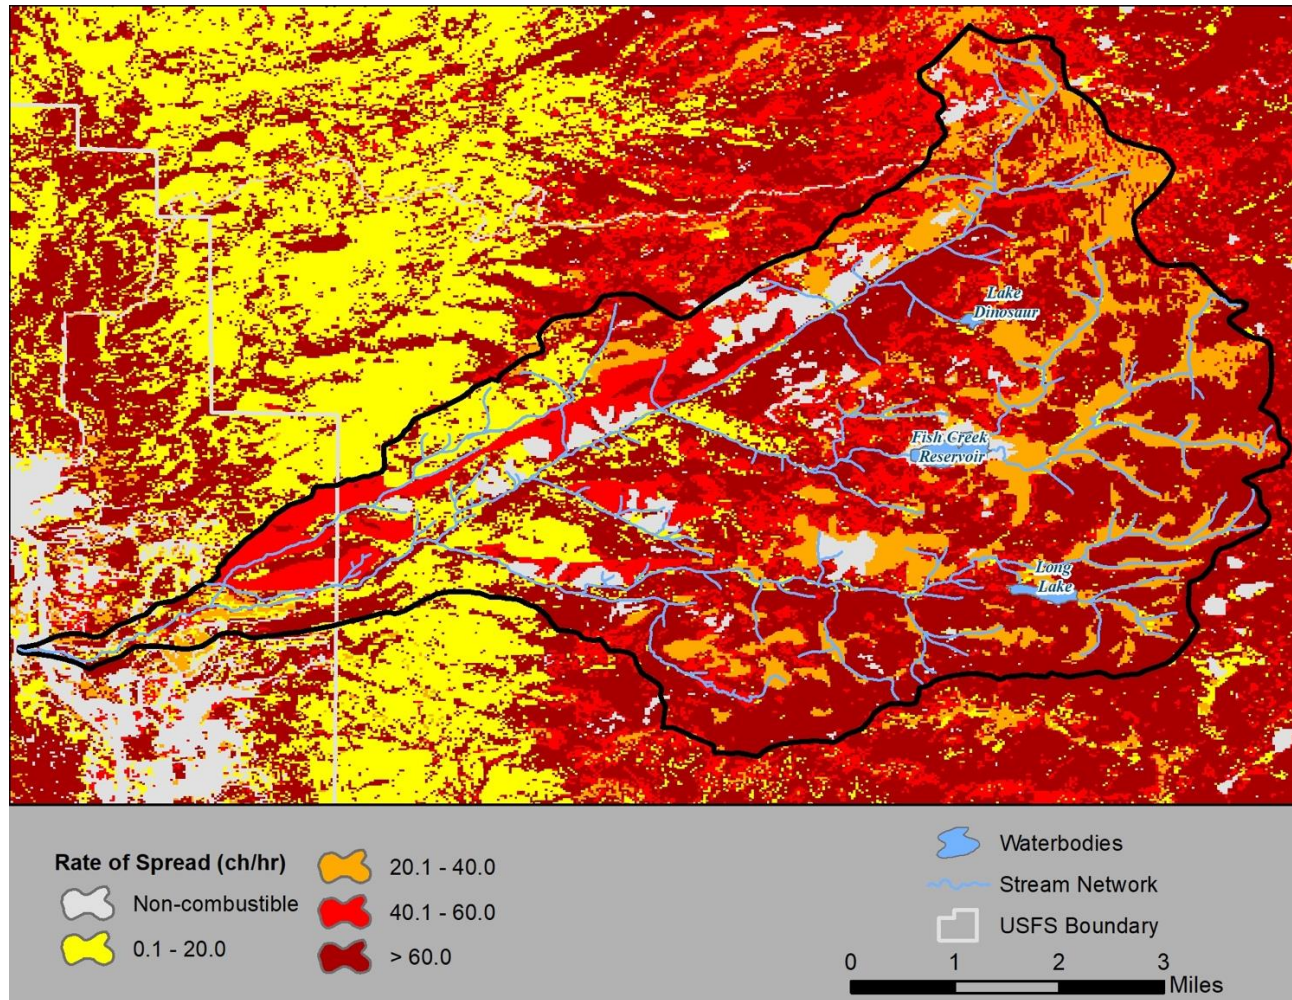 Lake
Dinosaur
Fish Creek
Reservoir
Long
Lake
Rate of Spread (ch/hr)
Non-combustible
0.1 - 20.0
20.1 - 40.0
40.1 - 60.0
> 60.0
Waterbodies
Stream Network
USFS Boundary
0 1 2 3
Miles